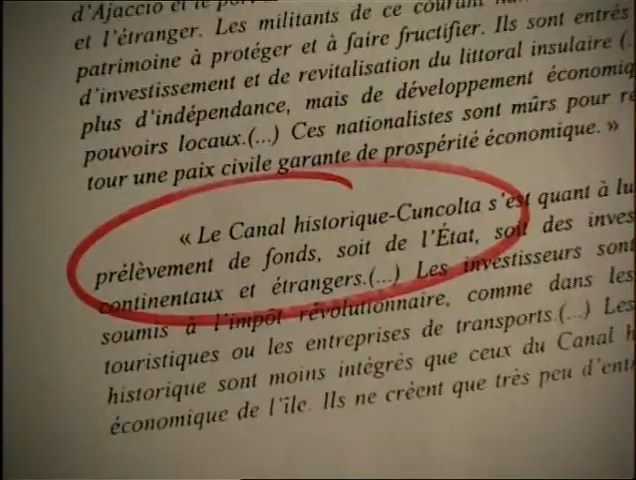 d'Ajaccio et le
et l'étranger. Les militants de ce courant
patrimoine à protéger et à faire fructifier. Ils sont entrés
d'investissement et de revitalisation du littoral insulaire (.
plus d'indépendance, mais de développement économiq
pouvoirs locaux.(...) Ces nationalistes sont mûrs pour re
tour une paix civile garante de prospérité économique. »
« Le Canal historique-Cuncolta s'est quant à lu
prélèvement de fonds, soit de l'État, soit des inves
continentaux et étrangers.(...) Les investisseurs sont
soumis à l'impôt révolutionnaire, comme dans les
touristiques ou les entreprises de transports.(...) Les
historique sont moins intégrés que ceux du Canal h
économique de l'île. Ils ne créent que très peu d'ent